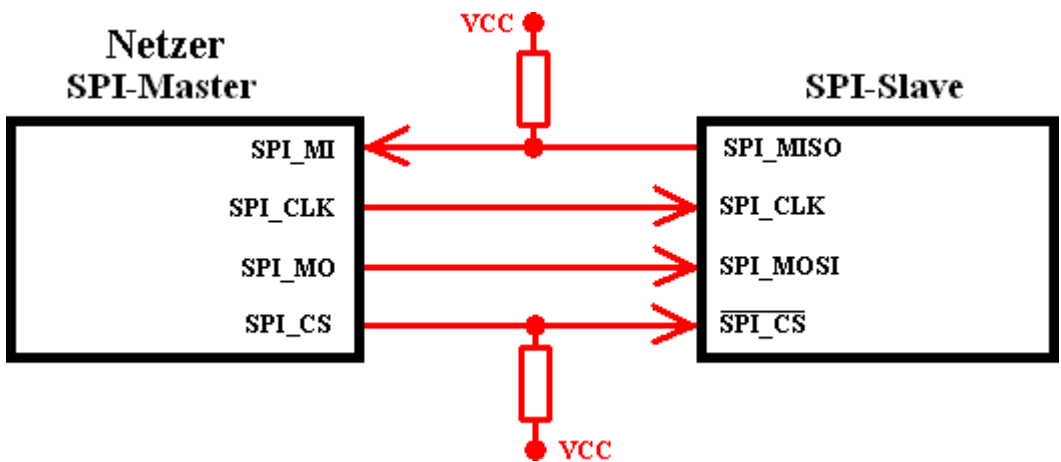 VCC
Netzer
SPI-Master
SPI-Slave
SPI_MI
SPI_MISO
SPI_CLK
SPI_CLK
SPI_MO
SPI_MOSI
SPI_CS
SPI_CS
VCC